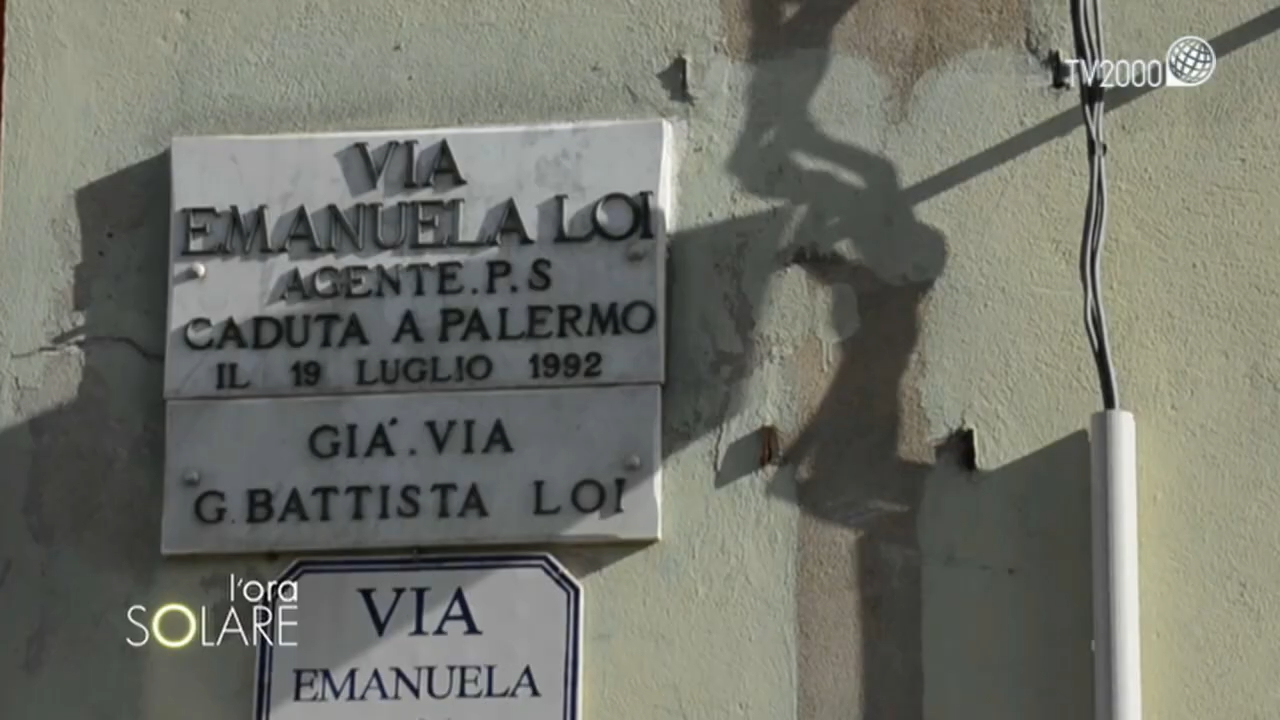 TV2000
VIA
EMANUELA LOI
AGENTE.P.S
CADUTA A PALERMO
IL 19 LUGLIO 1992
GIÁ.VIA
G.BATTISTA LOI
VIA
EMANUELA
l'ora
SOLARE